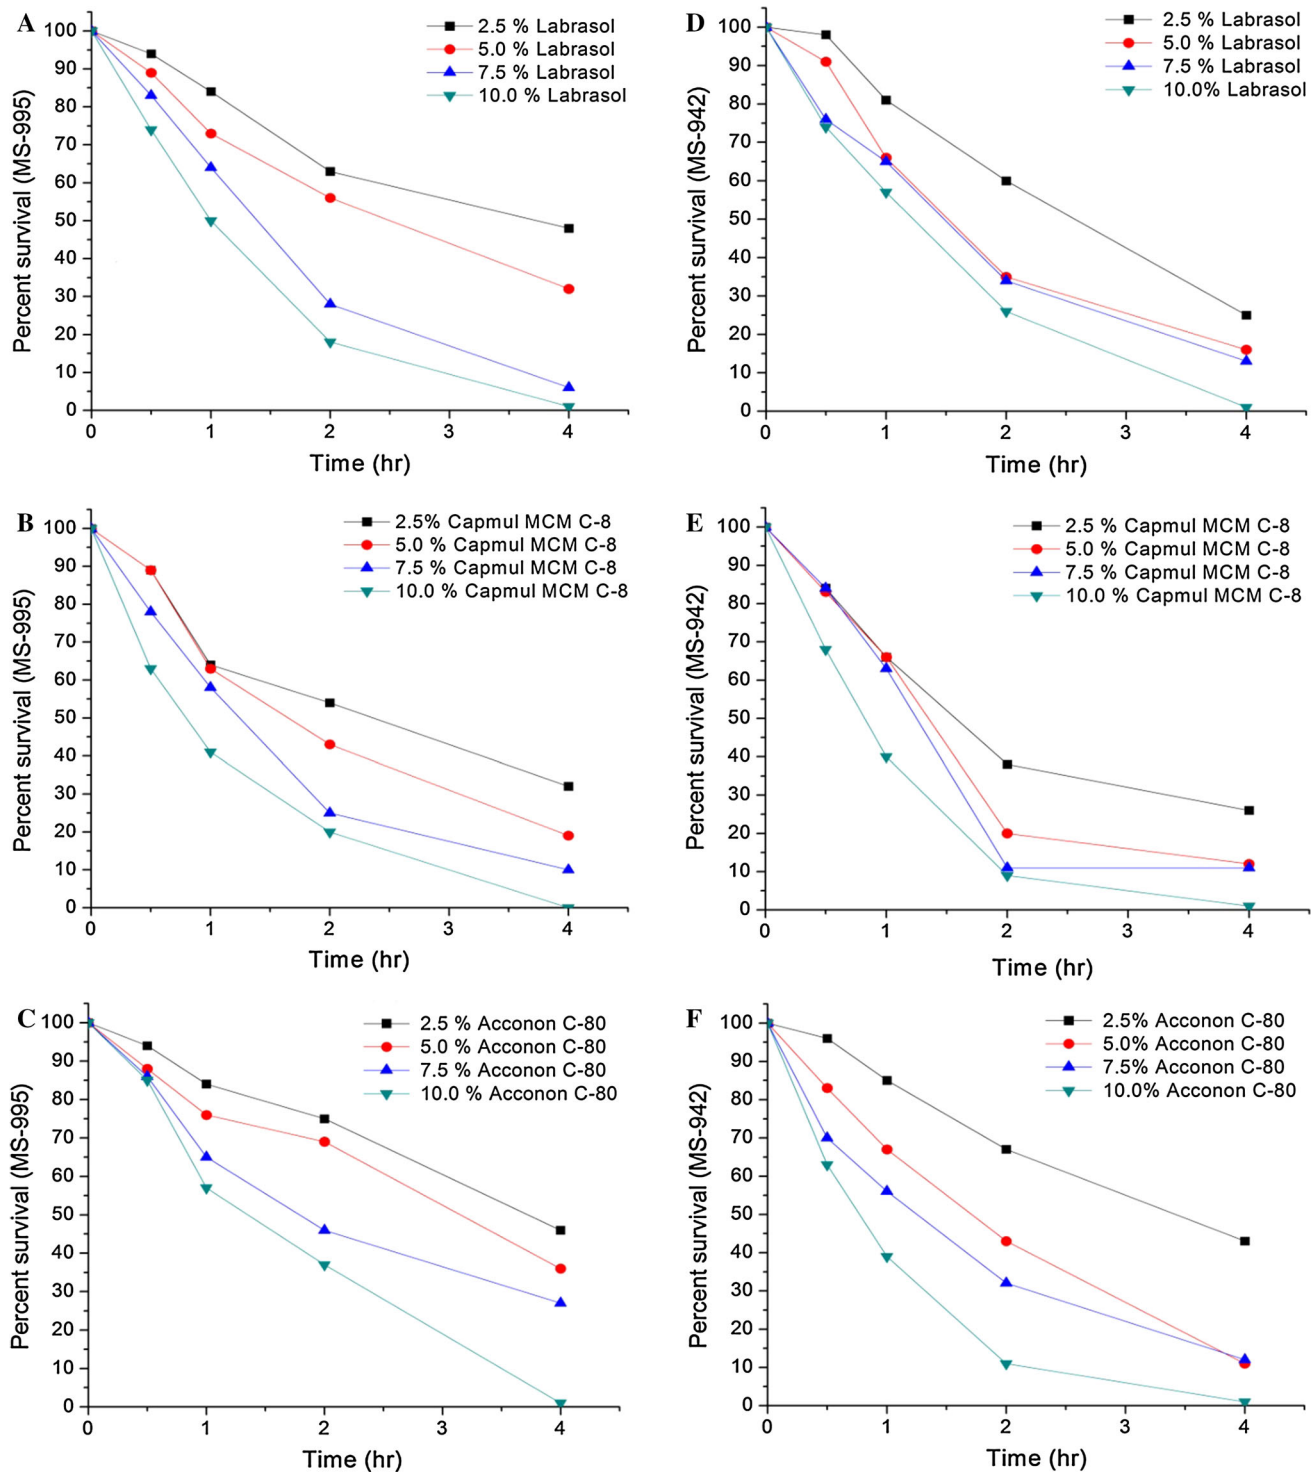 A
2.5 % Labrasol
5.0 % Labrasol
7.5 % Labrasol
10.0 % Labrasol
Percent survival (MS-995)
100
90
80
70
60
50
40
30
20
10
0
0 1 2 3 4
Time (hr)
D
2.5 % Labrasol
5.0 % Labrasol
7.5 % Labrasol
10.0% Labrasol
Percent survival (MS-942)
100
90
80
70
60
50
40
30
20
10
0
0 1 2 3 4
Time (hr)
B
2.5% Capmul MCM C-8
5.0 % Capmul MCM C-8
7.5 % Capmul MCM C-8
10.0 % Capmul MCM C-8
Percent survival (MS-995)
100
90
80
70
60
50
40
30
20
10
0
0 1 2 3 4
Time (hr)
E
2.5 % Capmul MCM C-8
5.0 % Capmul MCM C-8
7.5 % Capmul MCM C-8
10.0 % Capmul MCM C-8
Percent survival (MS-942)
100
90
80
70
60
50
40
30
20
10
0
0 1 2 3 4
Time (hr)
C
2.5 % Acconon C-80
5.0 % Acconon C-80
7.5 % Acconon C-80
10.0 % Acconon C-80
Percent survival (MS-995)
100
90
80
70
60
50
40
30
20
10
0
0 1 2 3 4
Time (hr)
F
2.5% Acconon C-80
5.0% Acconon C-80
7.5% Acconon C-80
10.0% Acconon C-80
Percent survival (MS-942)
100
90
80
70
60
50
40
30
20
10
0
0 1 2 3 4
Time (hr)